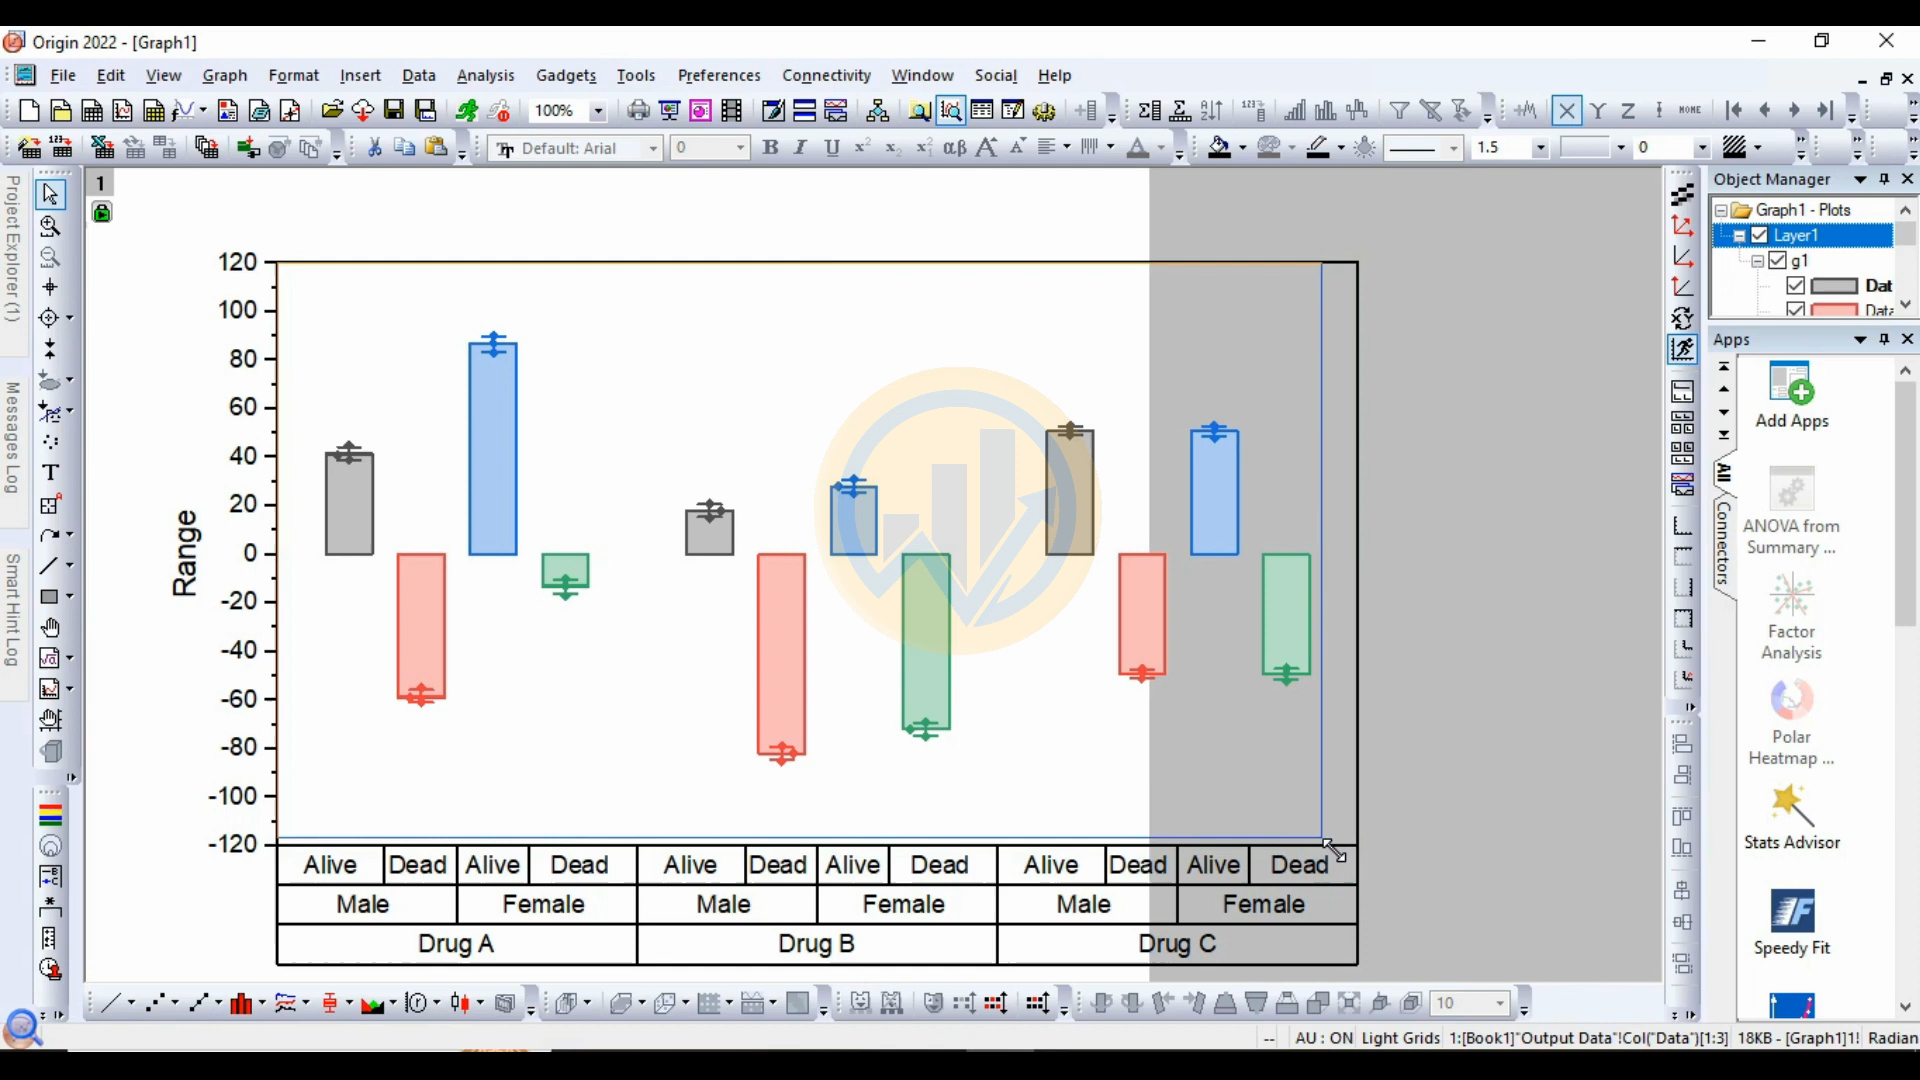 Origin 2022 - [Graph1]
File Edit View Graph Format Insert Data Analysis Gadgets Tools Preferences Connectivity Window Social Help
100%
X Y Z HOME
Default: Arial 0 B I U x² x₂ αβ A A A 1.5 0
Project Explorer (1)
Messages Log
Smart Hint Log
1
Object Manager
Graph1 - Plots
Layer1
g1
Dat
Data
Apps
Add Apps
ANOVA from
Summary ...
Factor
Analysis
Polar
Heatmap ...
Stats Advisor
Speedy Fit
All
Connectors
T
Range
120
100
80
60
40
20
0
-20
-40
-60
-80
-100
-120
Alive Dead Alive Dead Alive Dead Alive Dead Alive Dead Alive Dead
Male Female Male Female Male Female
Drug A Drug B Drug C
10
-- AU : ON Light Grids 1:[Book1]"Output Data"!Col("Data")[1:3] 18KB - [Graph1]1! Radian